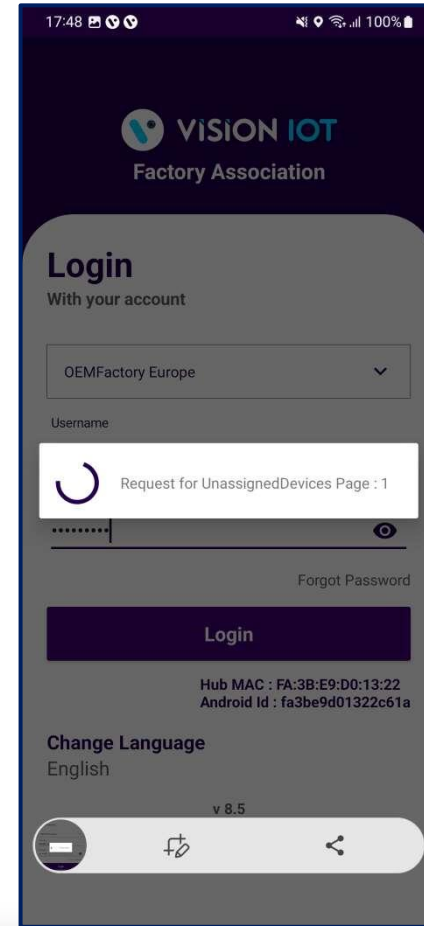 17:48 100%
VISION IOT
Factory Association
Login
With your account
OEMFactory Europe
Username
Request for UnassignedDevices Page : 1
•••••••••
Forgot Password
Login
Hub MAC : FA:3B:E9:D0:13:22
Android Id : fa3be9d01322c61a
Change Language
English
v 8.5